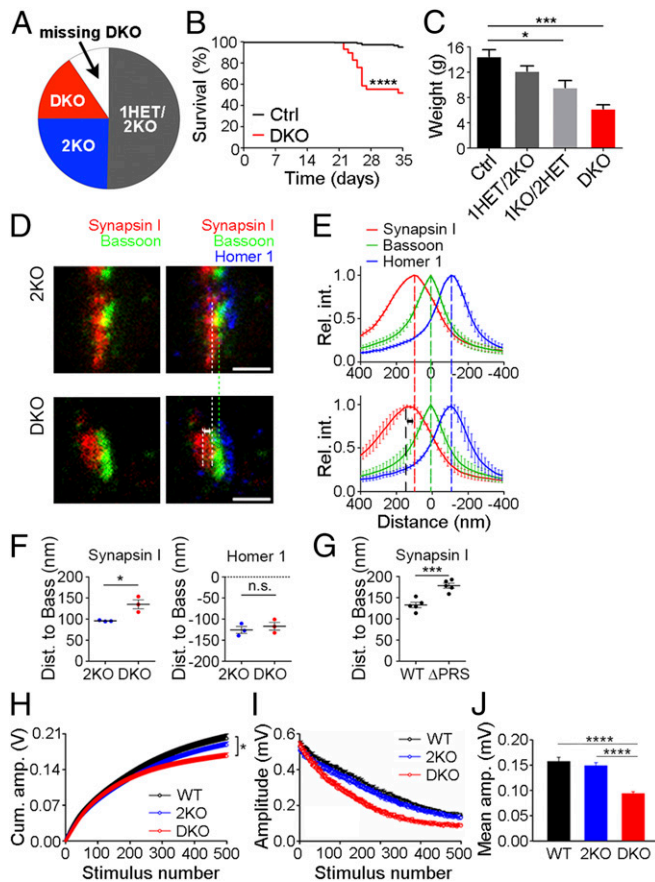 A
missing DKO
DKO
2KO
1HET/
2KO
B
Survival (%)
100
80
60
40
20
0
****
Ctrl
DKO
0 7 14 21 28 35
Time (days)
C
Weight (g)
16
12
8
4
0
***
*
Ctrl
1HET/2KO
1KO/2HET
DKO
D
Synapsin I
Bassoon
Synapsin I
Bassoon
Homer 1
2KO
DKO
E
Synapsin I
Bassoon
Homer 1
Rel. int.
1.0
0.5
0.0
400 200 0 -200 -400
Rel. int.
1.0
0.5
0.0
400 200 0 -200 -400
Distance (nm)
F
Synapsin I
Dist. to Bass (nm)
200
150
100
50
0
*
2KO DKO
Homer 1
0
-50
-100
-150
-200
n.s.
2KO DKO
G
Synapsin I
Dist. to Bass (nm)
200
150
100
50
0
***
WT ΔPRS
H
Cum. amp. (V)
0.21
0.14
0.07
0.00
*
WT
2KO
DKO
0 100 200 300 400 500
Stimulus number
I
Amplitude (mV)
0.6
0.4
0.2
0.0
WT
2KO
DKO
0 100 200 300 400 500
Stimulus number
J
Mean amp. (mV)
0.20
0.15
0.10
0.05
0.00
****
****
WT 2KO DKO